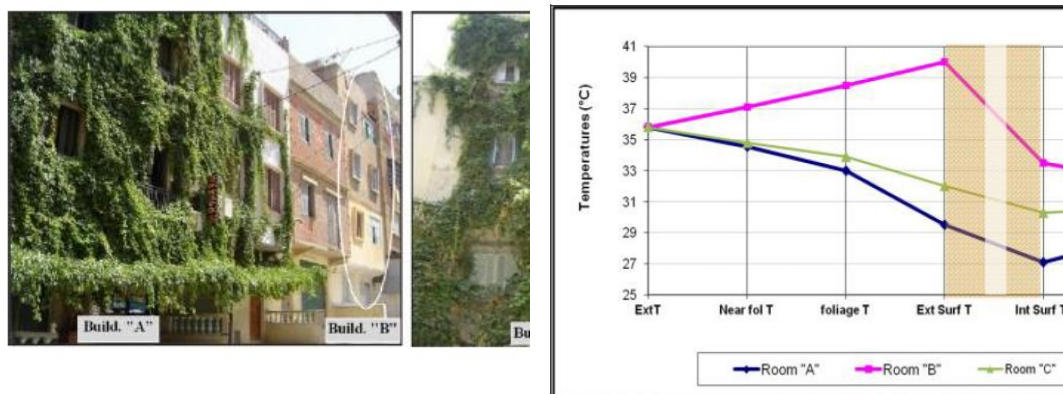 Build. "A"
Build. "B"
Bu
Temperatures (°C)
41
39
37
35
33
31
29
27
25
Ext T
Near fol T
foliage T
Ext Surf T
Int Surf T
Room "A"
Room "B"
Room "C"